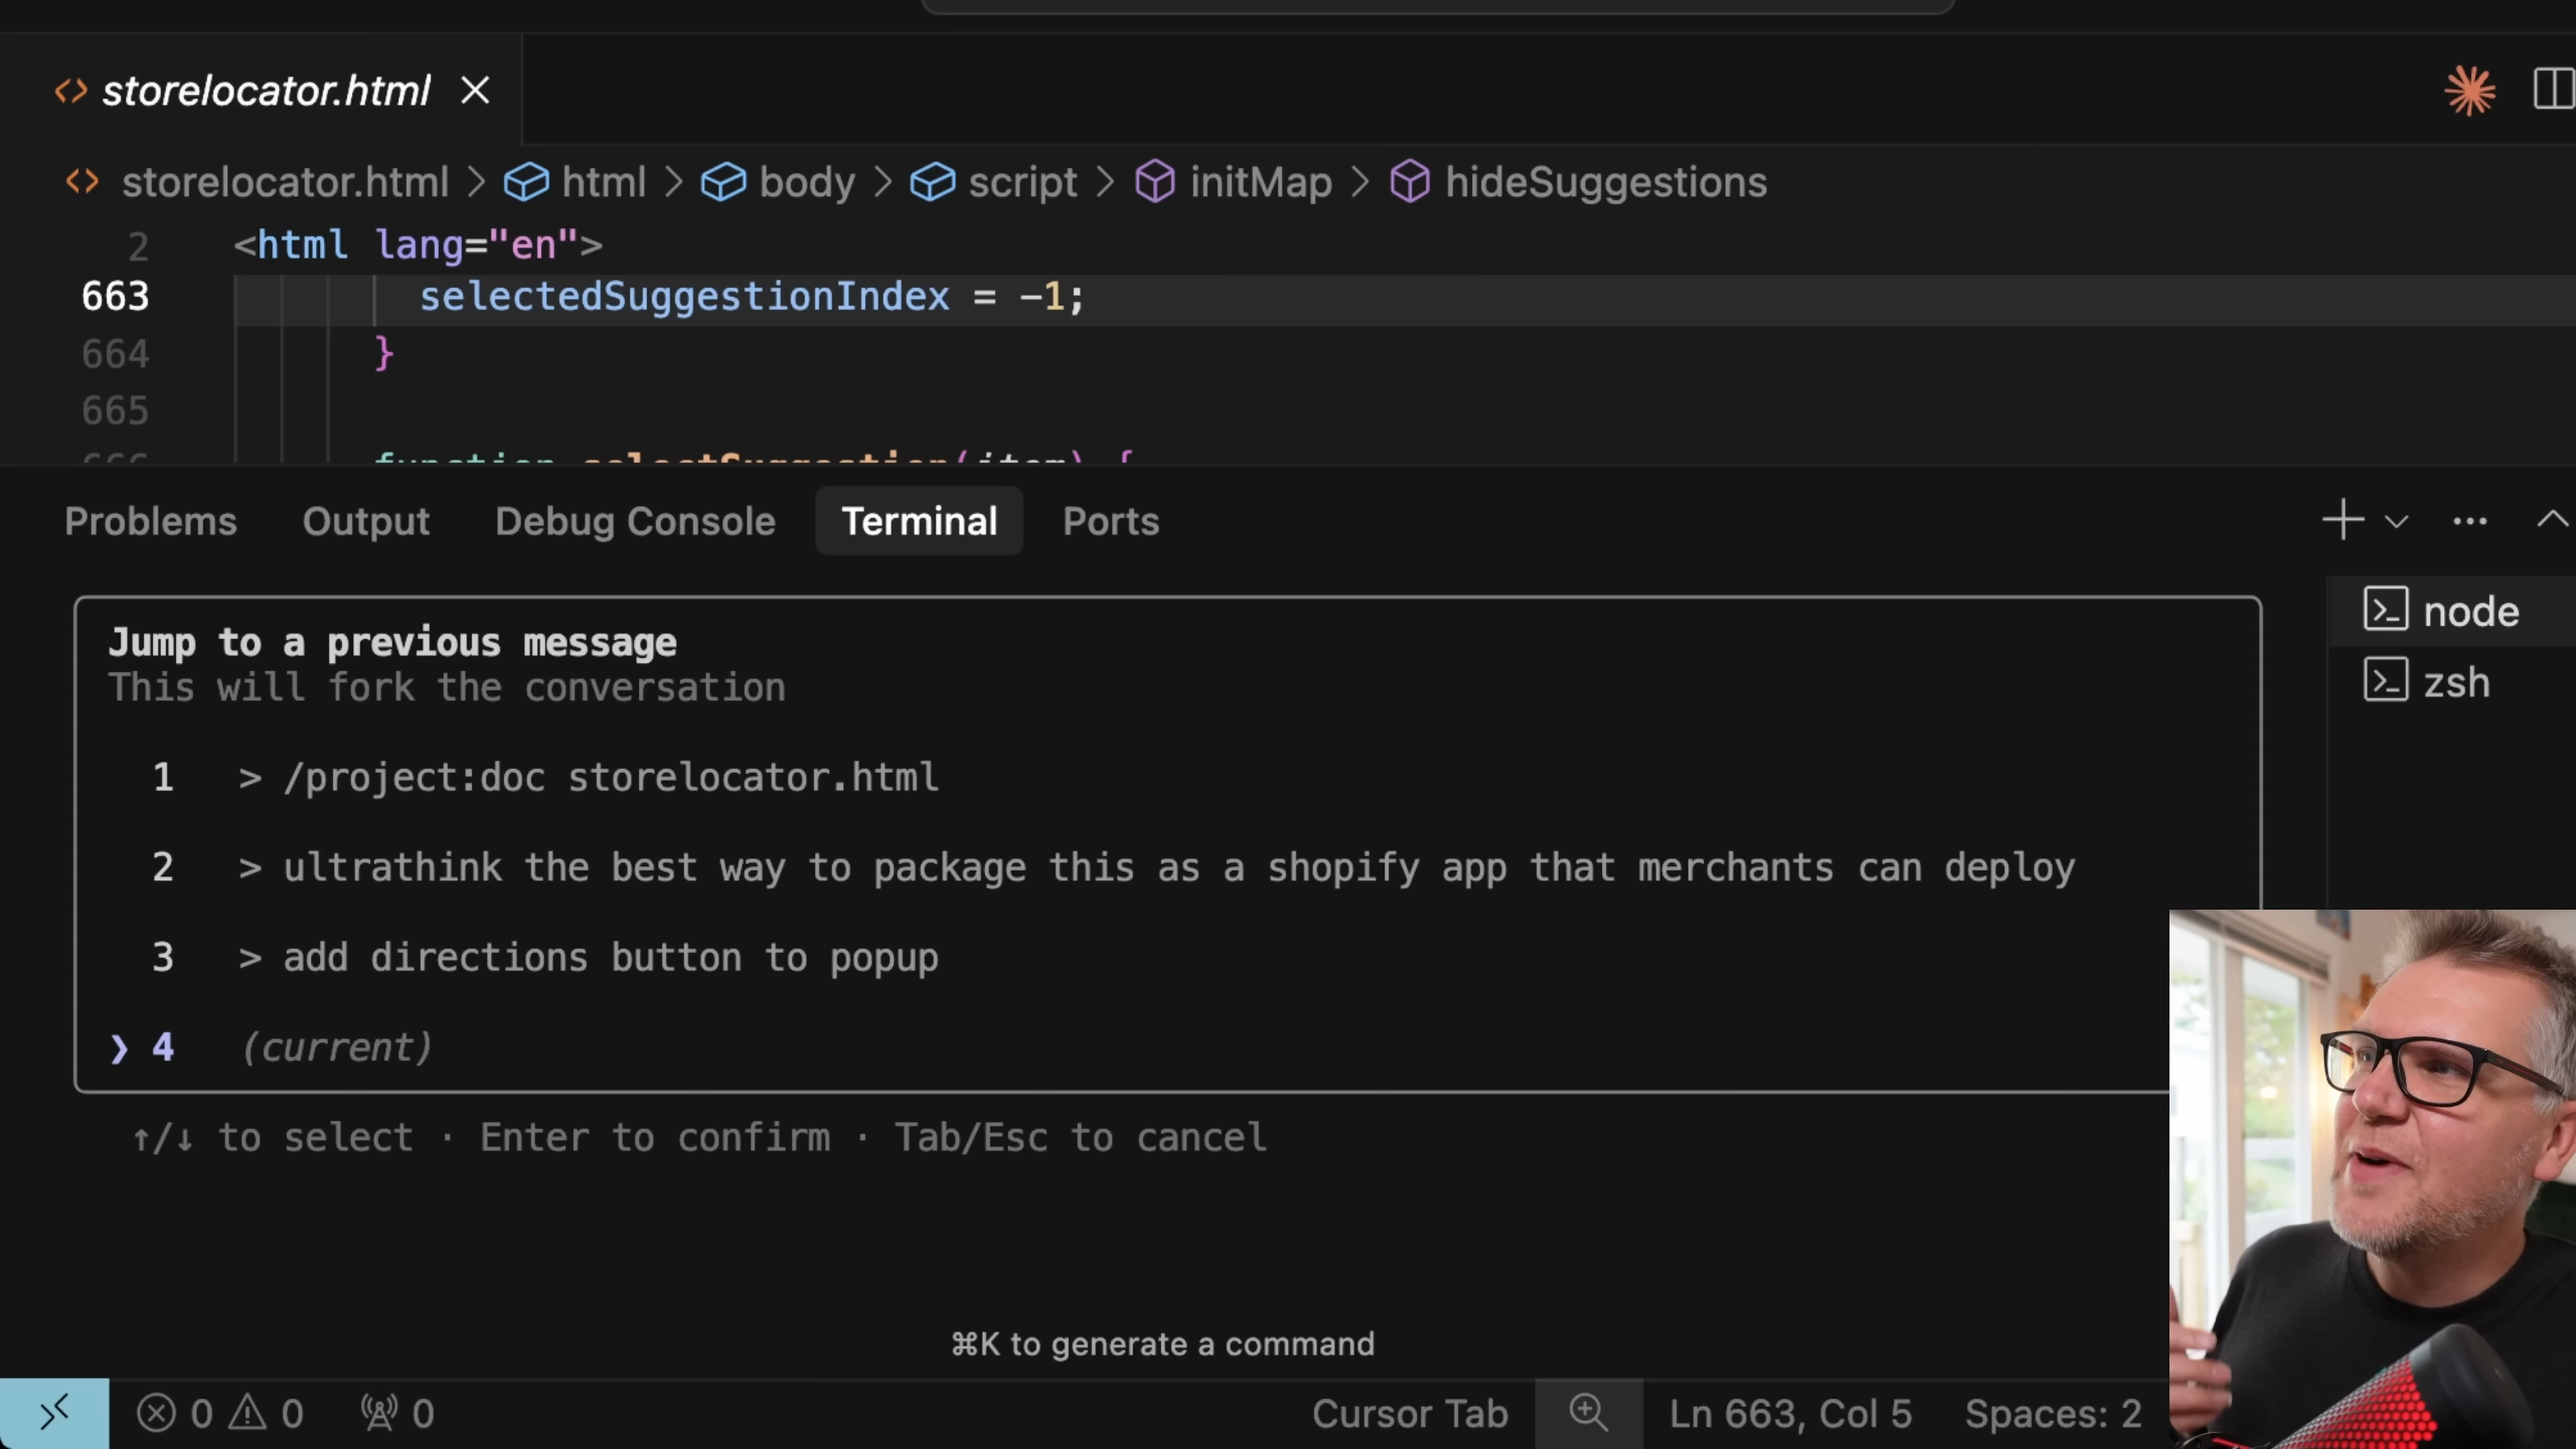 storelocator.html
storelocator.html > html > body > script > initMap > hideSuggestions
2 <html lang="en">
663 selectedSuggestionIndex = -1;
664 }
665
666 function selectSuggestion(item) {
Problems Output Debug Console Terminal Ports
Jump to a previous message
This will fork the conversation
1 > /project:doc storelocator.html
2 > ultrathink the best way to package this as a shopify app that merchants can deploy
3 > add directions button to popup
❯ 4 (current)
↑/↓ to select · Enter to confirm · Tab/Esc to cancel
node
zsh
⌘K to generate a command
0 0 0 Cursor Tab Ln 663, Col 5 Spaces: 2